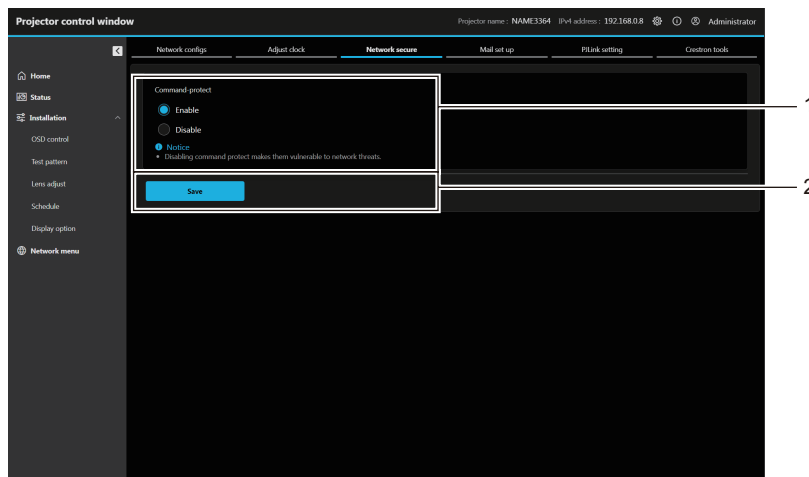 Projector control window
Projector name : NAME3364 IPv4 address : 192.168.0.8 Administrator
Network configs Adjust clock Network secure Mail set up PJLink setting Crestron tools
Home
Status
Installation
OSD control
Test pattern
Lens adjust
Schedule
Display option
Network menu
Command-protect
Enable
Disable
Notice
• Disabling command protect makes them vulnerable to network threats.
Save
1
2